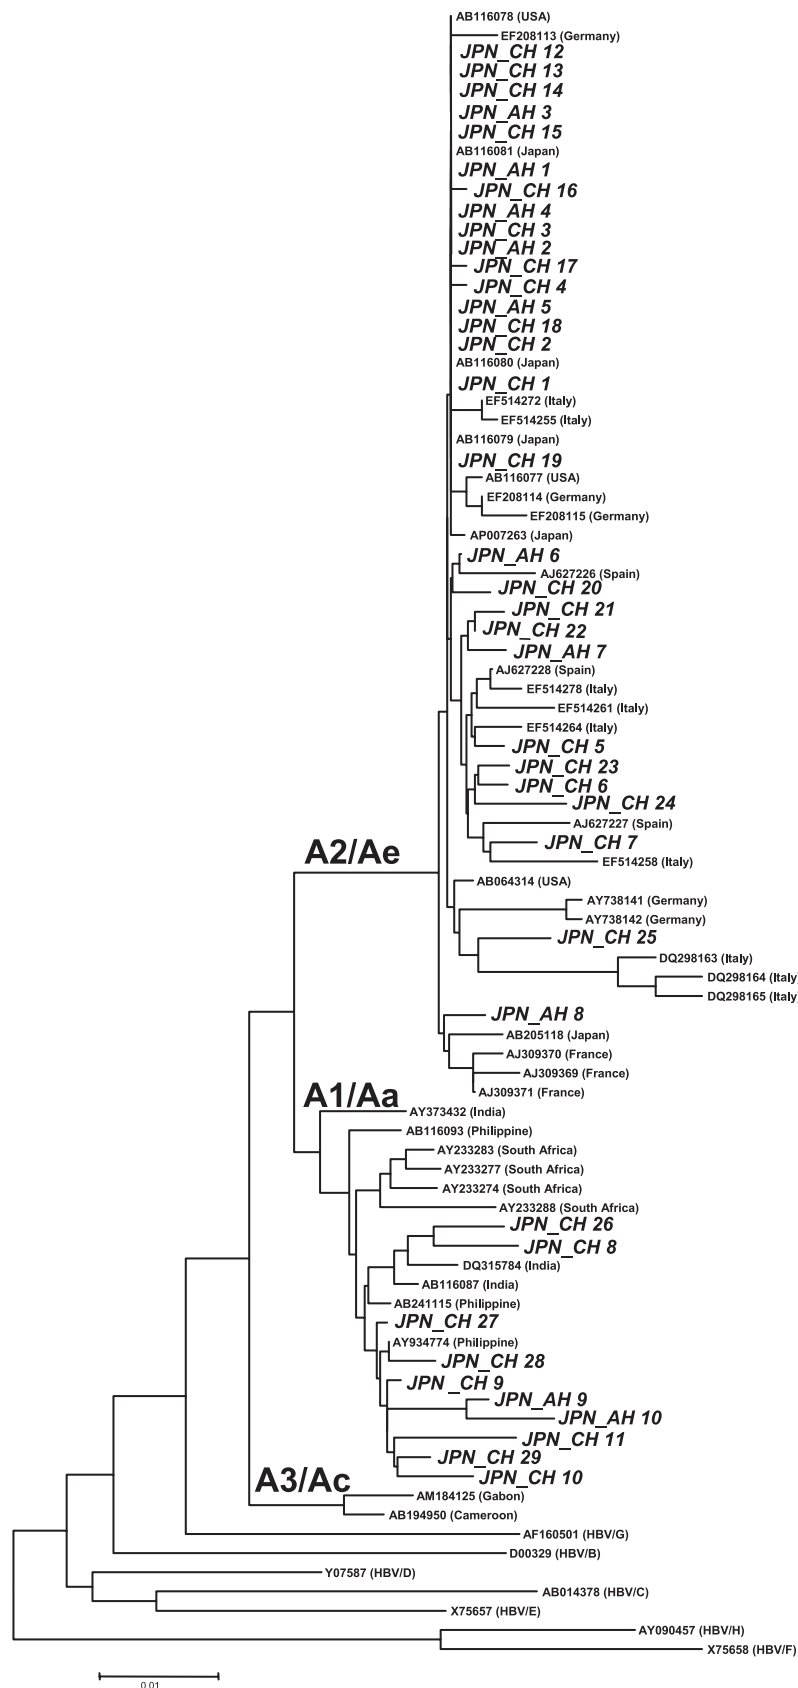 AB116078 (USA)
EF208113 (Germany)
JPN_CH 12
JPN_CH 13
JPN_CH 14
JPN_AH 3
JPN_CH 15
AB116081 (Japan)
JPN_AH 1
JPN_CH 16
JPN_AH 4
JPN_CH 3
JPN_AH 2
JPN_CH 17
JPN_CH 4
JPN_AH 5
JPN_CH 18
JPN_CH 2
AB116080 (Japan)
JPN_CH 1
EF514272 (Italy)
EF514255 (Italy)
AB116079 (Japan)
JPN_CH 19
AB116077 (USA)
EF208114 (Germany)
EF208115 (Germany)
AP007263 (Japan)
JPN_AH 6
AJ627226 (Spain)
JPN_CH 20
JPN_CH 21
JPN_CH 22
JPN_AH 7
AJ627228 (Spain)
EF514278 (Italy)
EF514261 (Italy)
EF514264 (Italy)
JPN_CH 5
JPN_CH 23
JPN_CH 6
JPN_CH 24
AJ627227 (Spain)
JPN_CH 7
A2/Ae
EF514258 (Italy)
AB064314 (USA)
AY738141 (Germany)
AY738142 (Germany)
JPN_CH 25
DQ298163 (Italy)
DQ298164 (Italy)
DQ298165 (Italy)
JPN_AH 8
AB205118 (Japan)
AJ309370 (France)
AJ309369 (France)
AJ309371 (France)
A1/Aa
AY373432 (India)
AB116093 (Philippine)
AY233283 (South Africa)
AY233277 (South Africa)
AY233274 (South Africa)
AY233288 (South Africa)
JPN_CH 26
JPN_CH 8
DQ315784 (India)
AB116087 (India)
AB241115 (Philippine)
JPN_CH 27
AY934774 (Philippine)
JPN_CH 28
JPN_CH 9
JPN_AH 9
JPN_AH 10
JPN_CH 11
JPN_CH 29
JPN_CH 10
A3/Ac
AM184125 (Gabon)
AB194950 (Cameroon)
AF160501 (HBV/G)
D00329 (HBV/B)
Y07587 (HBV/D)
AB014378 (HBV/C)
X75657 (HBV/E)
AY090457 (HBV/H)
X75658 (HBV/F)
0.01